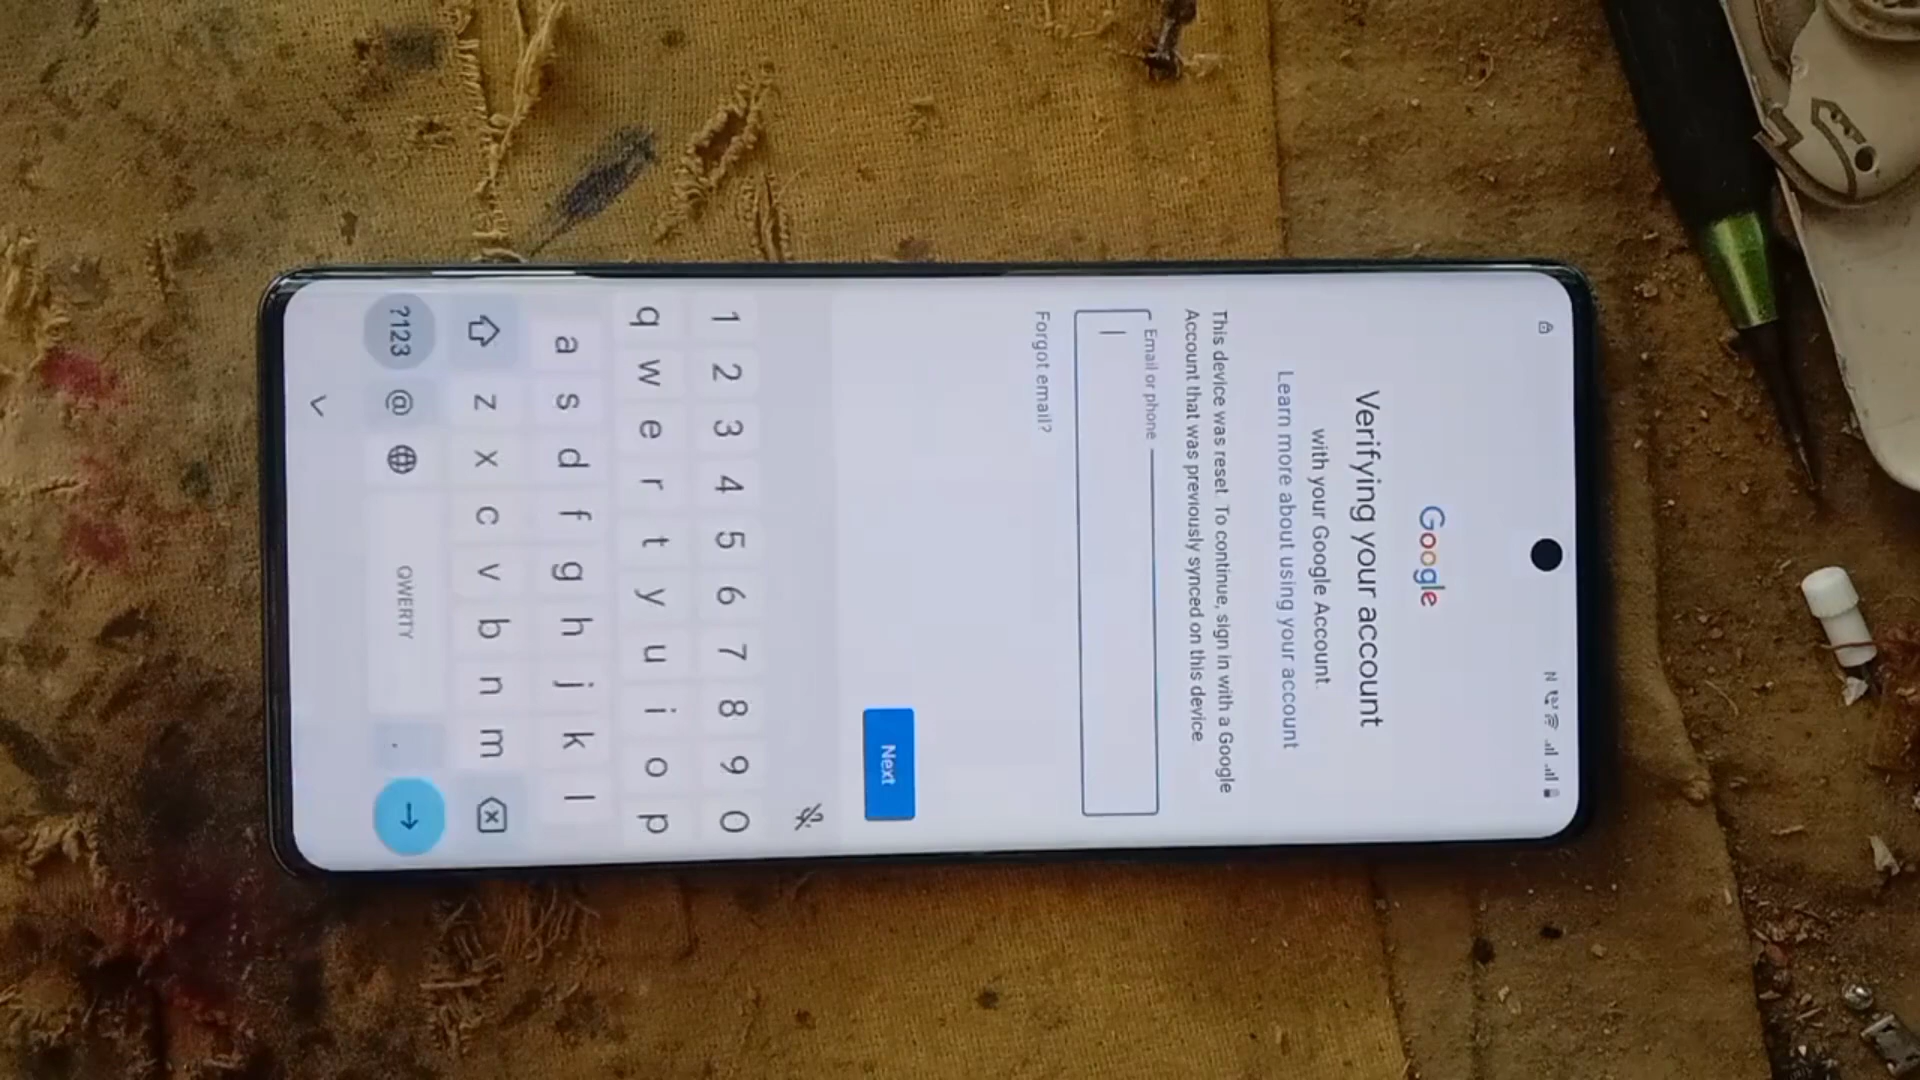 Google
Verifying your account
with your Google Account.
Learn more about using your account
This device was reset. To continue, sign in with a Google
Account that was previously synced on this device.
Email or phone
Forgot email?
Next
1 2 3 4 5 6 7 8 9 0
q w e r t y u i o p
a s d f g h j k l
z x c v b n m
?123 @ QWERTY .